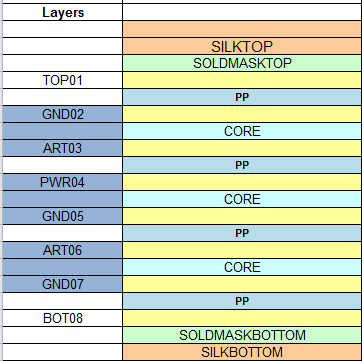 Layers
SILKTOP
SOLDMASKTOP
TOP01
PP
GND02
CORE
ART03
PP
PWR04
CORE
GND05
PP
ART06
CORE
GND07
PP
BOT08
SOLDMASKBOTTOM
SILKBOTTOM